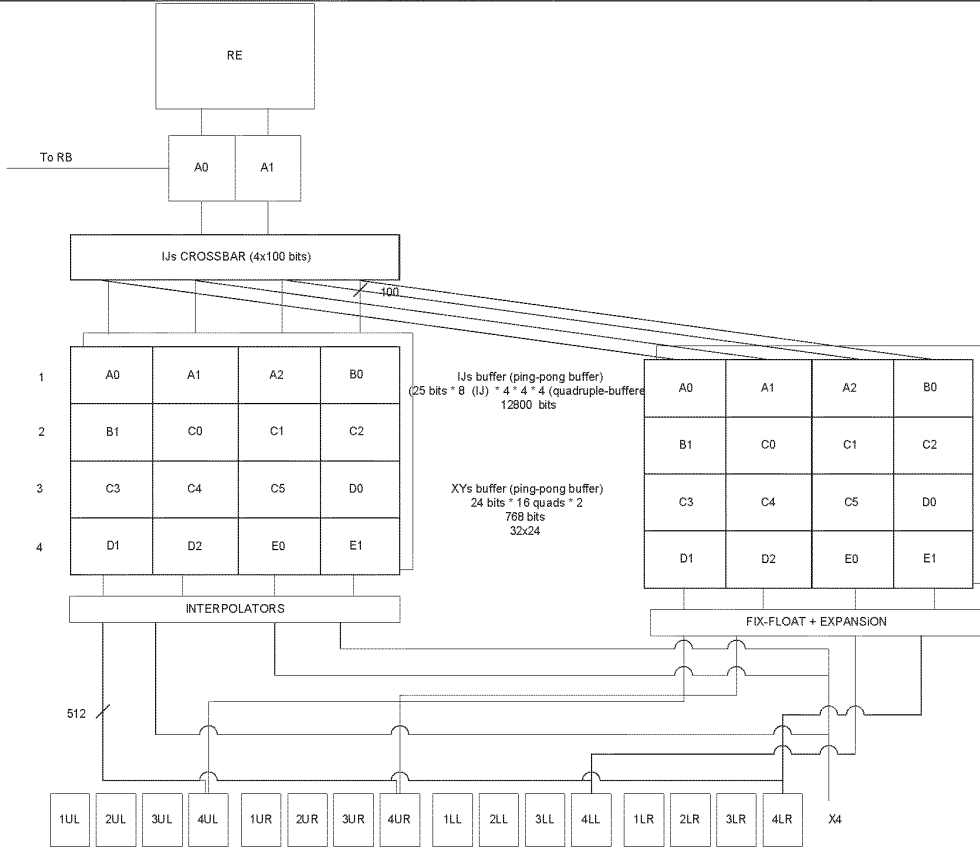 RE
To RB
A0 A1
IJs CROSSBAR (4x100 bits)
100
1 A0 A1 A2 B0
2 B1 C0 C1 C2
3 C3 C4 C5 D0
4 D1 D2 E0 E1
IJs buffer (ping-pong buffer)
(25 bits * 8 (IJ) * 4 * 4 * 4 (quadruple-buffere
12800 bits
XYs buffer (ping-pong buffer)
24 bits * 16 quads * 2
768 bits
32x24
A0 A1 A2 B0
B1 C0 C1 C2
C3 C4 C5 D0
D1 D2 E0 E1
INTERPOLATORS
FIX-FLOAT + EXPANSiON
512
1UL 2UL 3UL 4UL 1UR 2UR 3UR 4UR 1LL 2LL 3LL 4LL 1LR 2LR 3LR 4LR X4